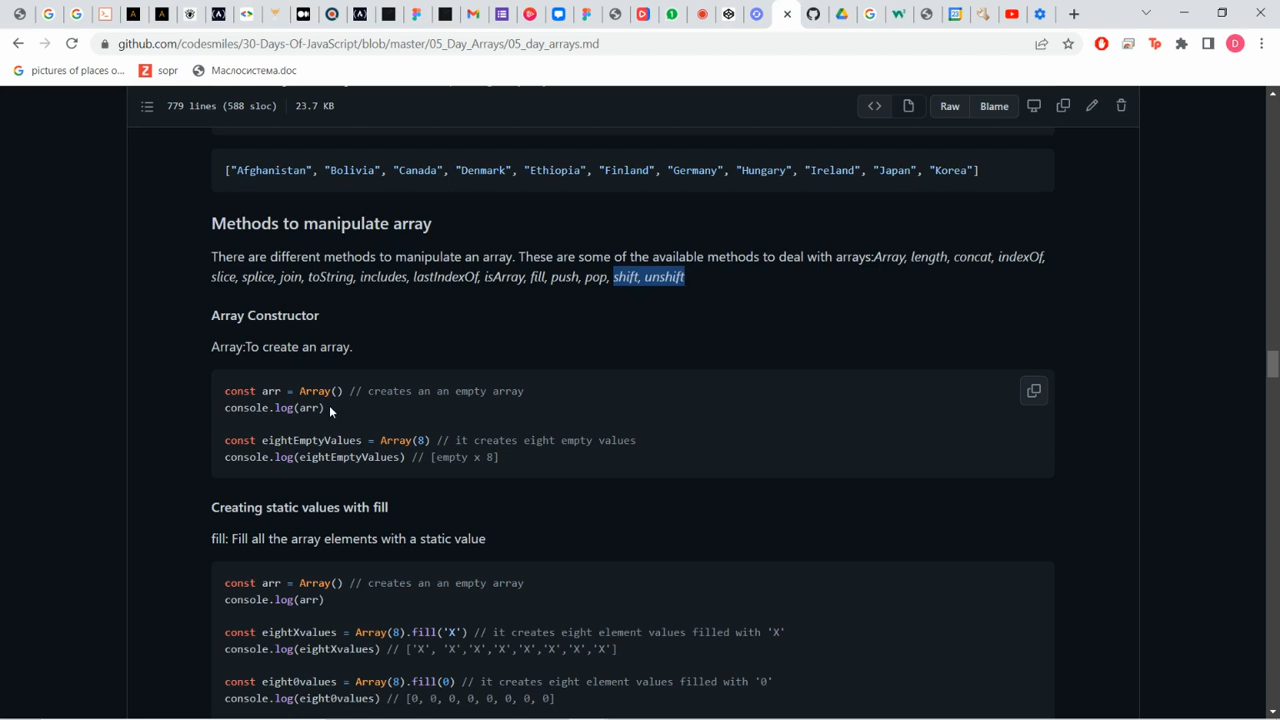 github.com/codesmiles/30-Days-Of-JavaScript/blob/master/05_Day_Arrays/05_day_arrays.md
pictures of places o...
sopr
Маслосистема.doc
779 lines (588 sloc)
23.7 KB
Raw
Blame
["Afghanistan", "Bolivia", "Canada", "Denmark", "Ethiopia", "Finland", "Germany", "Hungary", "Ireland", "Japan", "Korea"]
Methods to manipulate array
There are different methods to manipulate an array. These are some of the available methods to deal with arrays:Array, length, concat, indexOf,
slice, splice, join, toString, includes, lastIndexOf, isArray, fill, push, pop, shift, unshift
Array Constructor
Array:To create an array.
const arr = Array() // creates an an empty array
console.log(arr)
const eightEmptyValues = Array(8) // it creates eight empty values
console.log(eightEmptyValues) // [empty x 8]
Creating static values with fill
fill: Fill all the array elements with a static value
const arr = Array() // creates an an empty array
console.log(arr)
const eightXvalues = Array(8).fill('X') // it creates eight element values filled with 'X'
console.log(eightXvalues) // ['X', 'X','X','X','X','X','X','X']
const eight0values = Array(8).fill(0) // it creates eight element values filled with '0'
console.log(eight0values) // [0, 0, 0, 0, 0, 0, 0, 0]